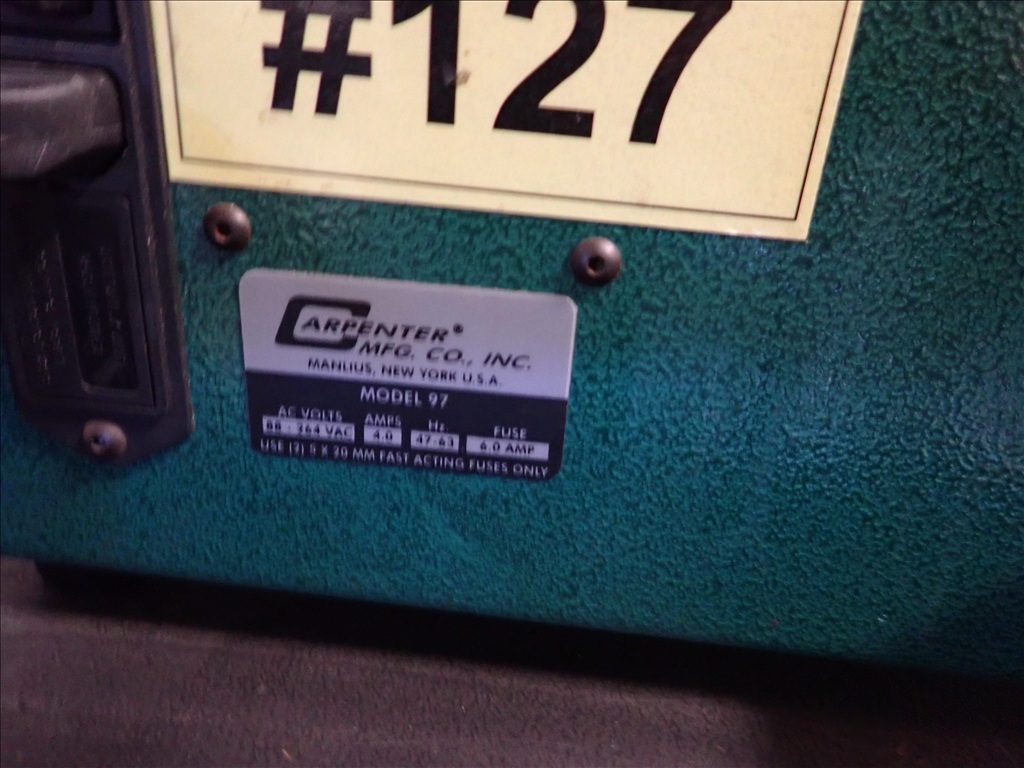 #127
CARPENTER®
MFG. CO., INC.
MANLIUS, NEW YORK U.S.A.
MODEL 97
AC VOLTS AMPS Hz. FUSE
88 - 264 VAC 4.0 47-63 6.0 AMP
USE (2) 5 X 20 MM FAST ACTING FUSES ONLY